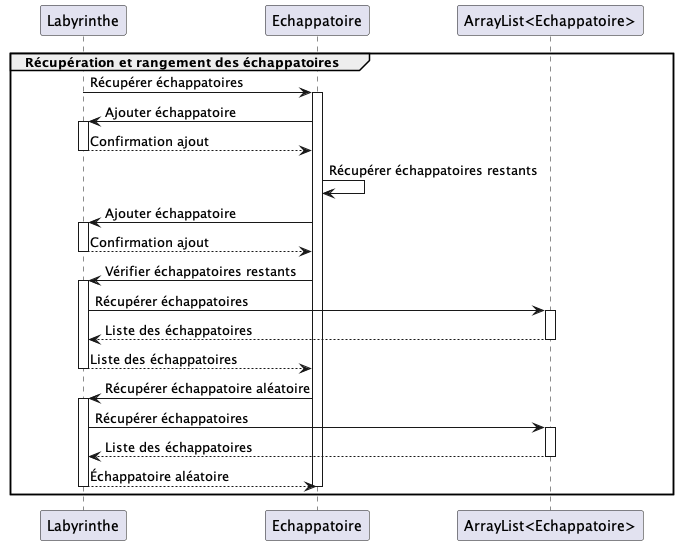 Labyrinthe Echappatoire ArrayList<Echappatoire>
Récupération et rangement des échappatoires
Récupérer échappatoires
Ajouter échappatoire
Confirmation ajout
Récupérer échappatoires restants
Ajouter échappatoire
Confirmation ajout
Vérifier échappatoires restants
Récupérer échappatoires
Liste des échappatoires
Liste des échappatoires
Récupérer échappatoire aléatoire
Récupérer échappatoires
Liste des échappatoires
Échappatoire aléatoire
Labyrinthe Echappatoire ArrayList<Echappatoire>